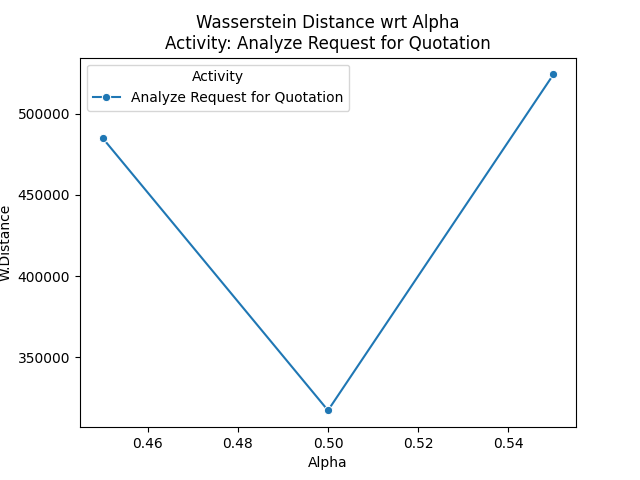 Wasserstein Distance wrt Alpha
Activity: Analyze Request for Quotation
Activity
Analyze Request for Quotation
500000
450000
400000
350000
W.Distance
0.46 0.48 0.50 0.52 0.54
Alpha